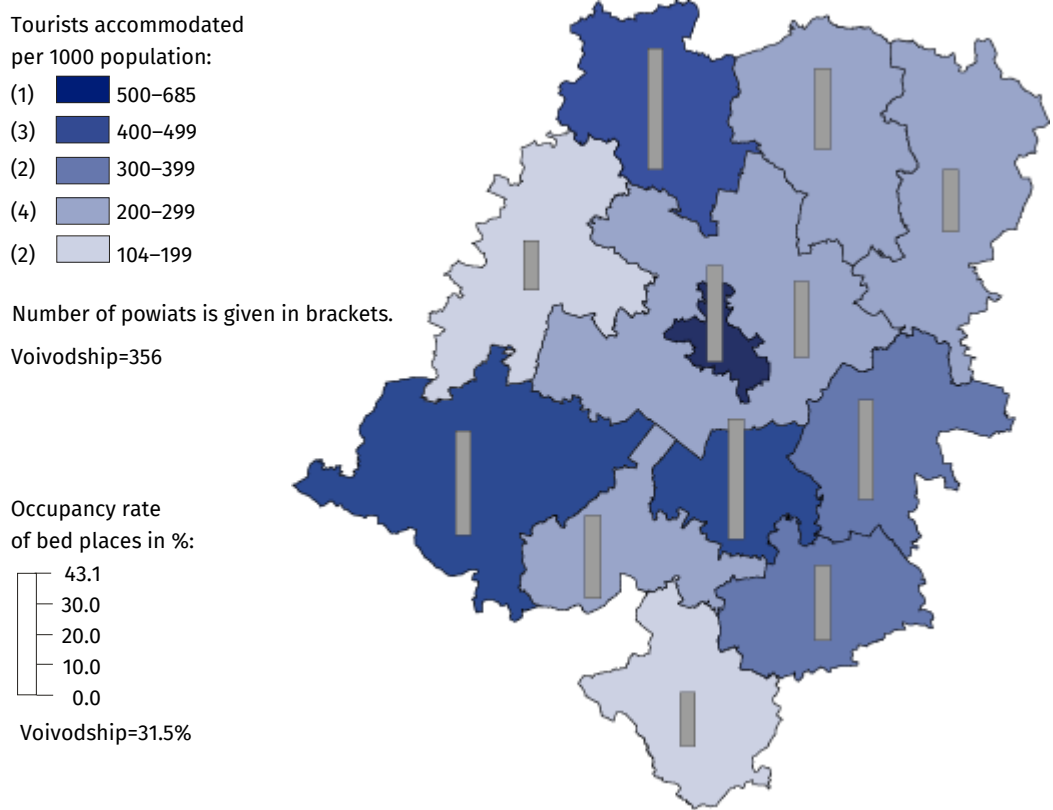 Tourists accommodated
per 1000 population:
(1) 500–685
(3) 400–499
(2) 300–399
(4) 200–299
(2) 104–199
Number of powiats is given in brackets.
Voivodship=356
Occupancy rate
of bed places in %:
43.1
30.0
20.0
10.0
0.0
Voivodship=31.5%